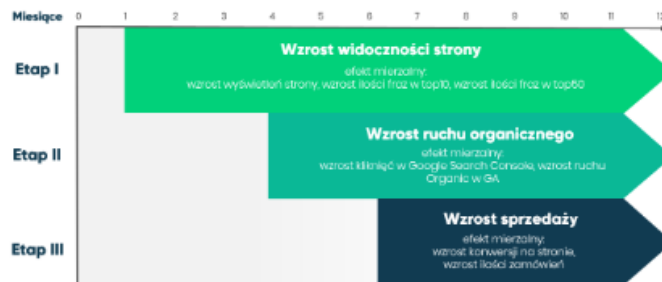 Miesiące 0 1 2 3 4 5 6 7 8 9 10 11 12
Wzrost widoczności strony
Etap I
efekt mierzalny:
wzrost wyświetleń strony, wzrost ilości fraz w top10, wzrost ilości fraz w top50
Wzrost ruchu organicznego
Etap II
efekt mierzalny:
wzrost kliknięć w Google Search Console, wzrost ruchu
Organic w GA
Wzrost sprzedaży
Etap III
efekt mierzalny:
wzrost konwersji na stronie,
wzrost ilości zamówień